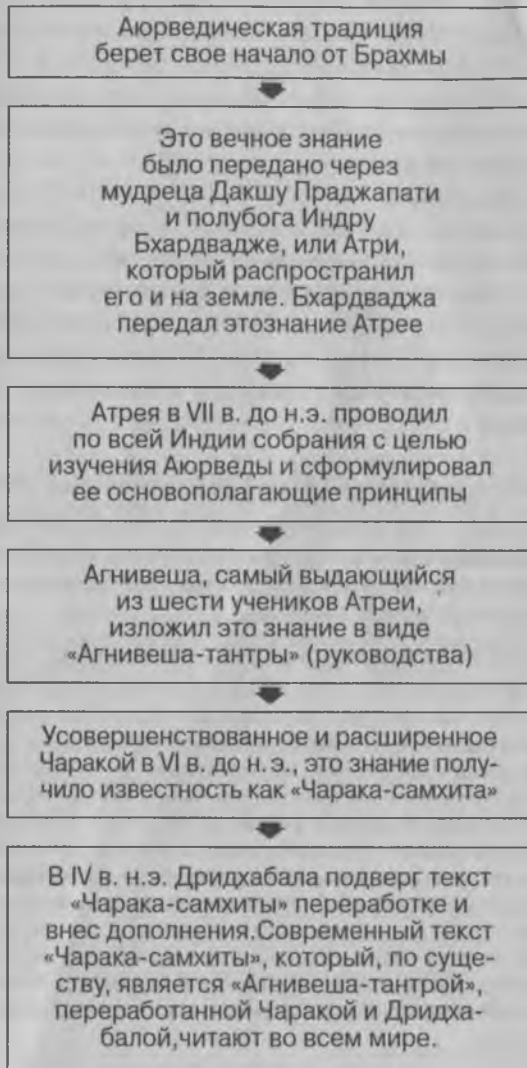 Аюрведическая традиция
берет свое начало от Брахмы
Это вечное знание
было передано через
мудреца Дакшу Праджапати
и полубога Индру
Бхардвадже, или Атри,
который распространил
его и на земле. Бхардваджа
передал этознание Атрее
Атрея в VII в. до н.э. проводил
по всей Индии собрания с целью
изучения Аюрведы и сформулировал
ее основополагающие принципы
Агнивеша, самый выдающийся
из шести учеников Атреи,
изложил это знание в виде
«Агнивеша-тантры» (руководства)
Усовершенствованное и расширенное
Чаракой в VI в. до н. э., это знание полу-
чило известность как «Чарака-самхита»
В IV в. н.э. Дридхабала подверг текст
«Чарака-самхиты» переработке и
внес дополнения.Современный текст
«Чарака-самхиты», который, по суще-
ству, является «Агнивеша-тантрой»,
переработанной Чаракой и Дридха-
балой,читают во всем мире.